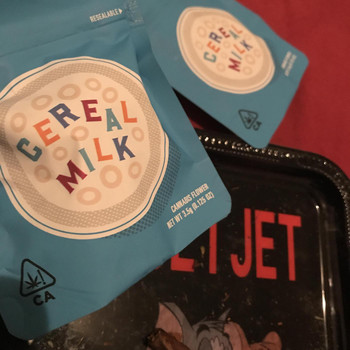 RESEALABLE
CEREAL
MILK
CANNABIS FLOWER
NET WT 3.5g (0.125 OZ)
CA
CEREAL
MILK
JET